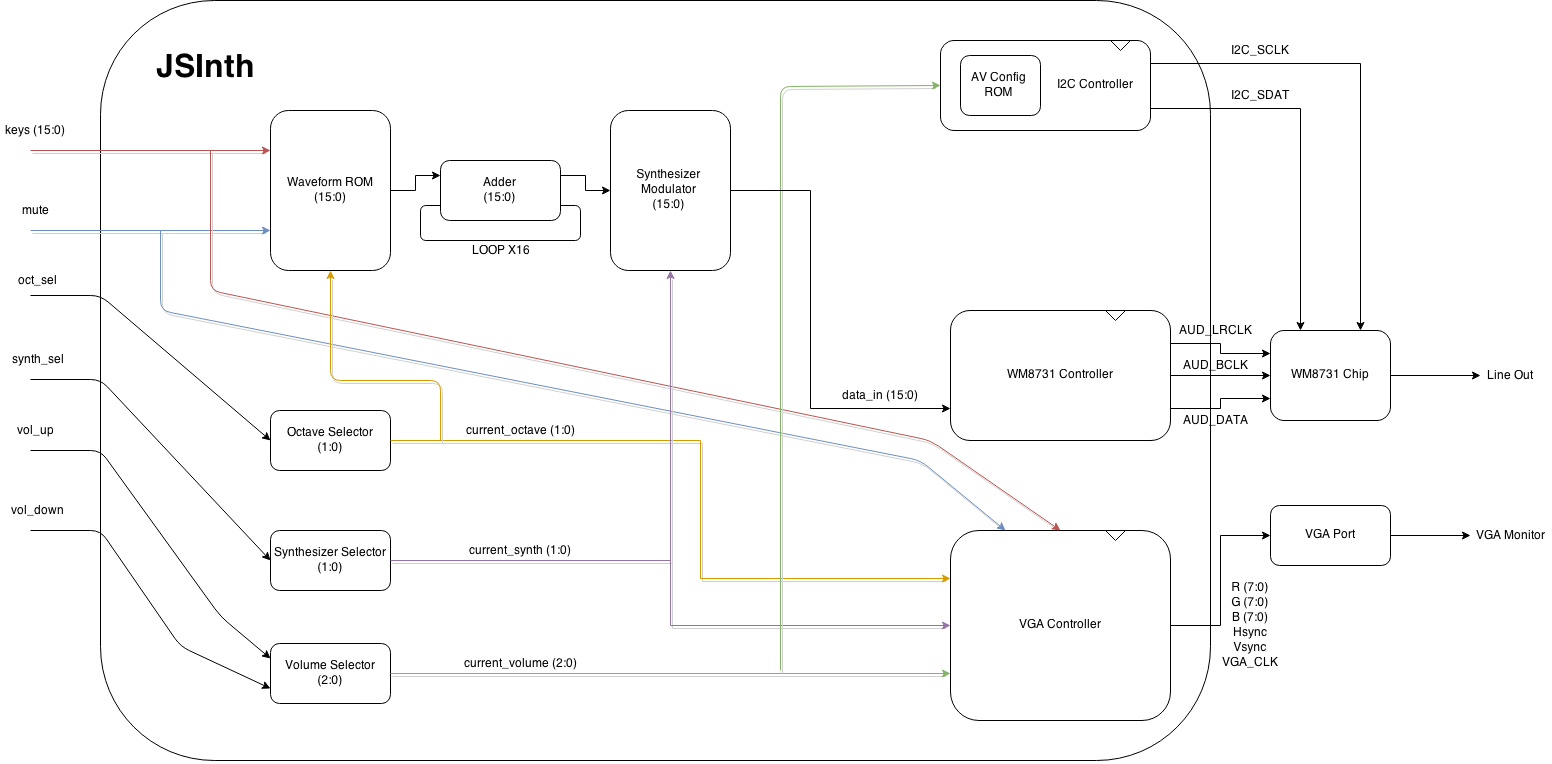 JSInth
keys (15:0)
mute
oct_sel
synth_sel
vol_up
vol_down
Waveform ROM
(15:0)
Adder
(15:0)
LOOP X16
Synthesizer
Modulator
(15:0)
AV Config
ROM
I2C Controller
I2C_SCLK
I2C_SDAT
data_in (15:0)
WM8731 Controller
AUD_LRCLK
AUD_BCLK
AUD_DATA
WM8731 Chip
Line Out
Octave Selector
(1:0)
current_octave (1:0)
Synthesizer Selector
(1:0)
current_synth (1:0)
Volume Selector
(2:0)
current_volume (2:0)
VGA Controller
VGA Port
VGA Monitor
R (7:0)
G (7:0)
B (7:0)
Hsync
Vsync
VGA_CLK